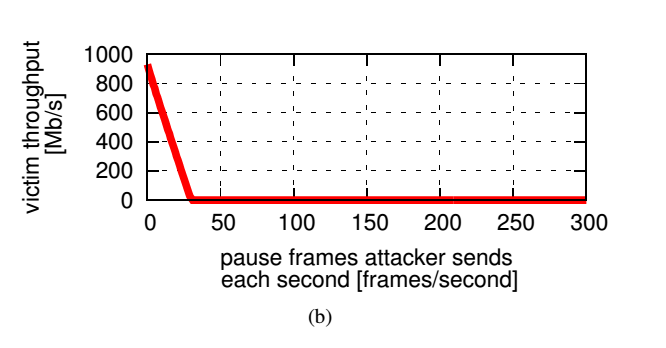 victim throughput
[Mb/s]
1000
800
600
400
200
0
0 50 100 150 200 250 300
pause frames attacker sends
each second [frames/second]
(b)